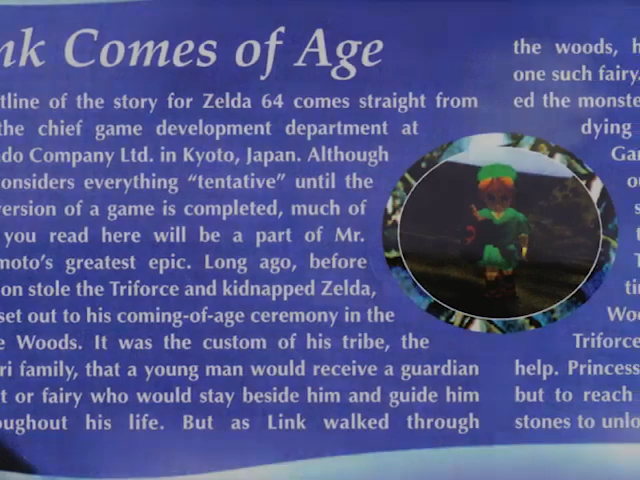 nk Comes of Age
tline of the story for Zelda 64 comes straight from
the chief game development department at
do Company Ltd. in Kyoto, Japan. Although
onsiders everything “tentative” until the
ersion of a game is completed, much of
you read here will be a part of Mr.
moto’s greatest epic. Long ago, before
on stole the Triforce and kidnapped Zelda,
set out to his coming-of-age ceremony in the
e Woods. It was the custom of his tribe, the
ri family, that a young man would receive a guardian
t or fairy who would stay beside him and guide him
oughout his life. But as Link walked through
the woods, h
one such fairy,
ed the monste
dying
Gar
ou
s
t
T
tin
Woo
Triforce
help. Princess
but to reach
stones to unlo